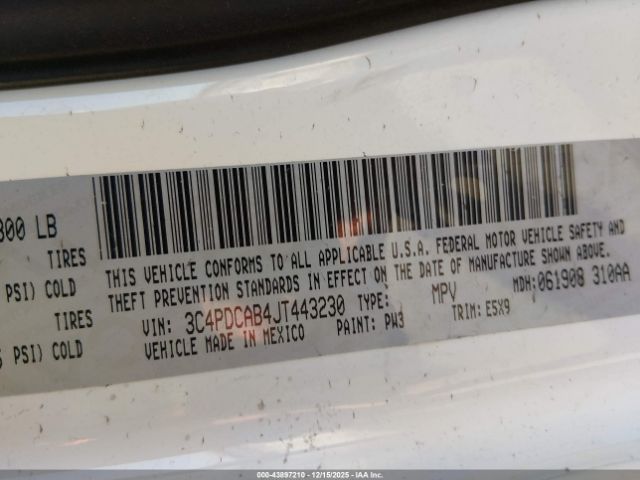 300 LB
TIRES
PSI) COLD
TIRES
PSI) COLD
THIS VEHICLE CONFORMS TO ALL APPLICABLE U.S.A. FEDERAL MOTOR VEHICLE SAFETY AND
THEFT PREVENTION STANDARDS IN EFFECT ON THE DATE OF MANUFACTURE SHOWN ABOVE.
VIN: 3C4PDCAB4JT443230 TYPE: MPV MDH:061908 310AA
VEHICLE MADE IN MEXICO PAINT: PW3 TRIM: E5X9
000-43897210 - 12/15/2025 - IAA Inc.